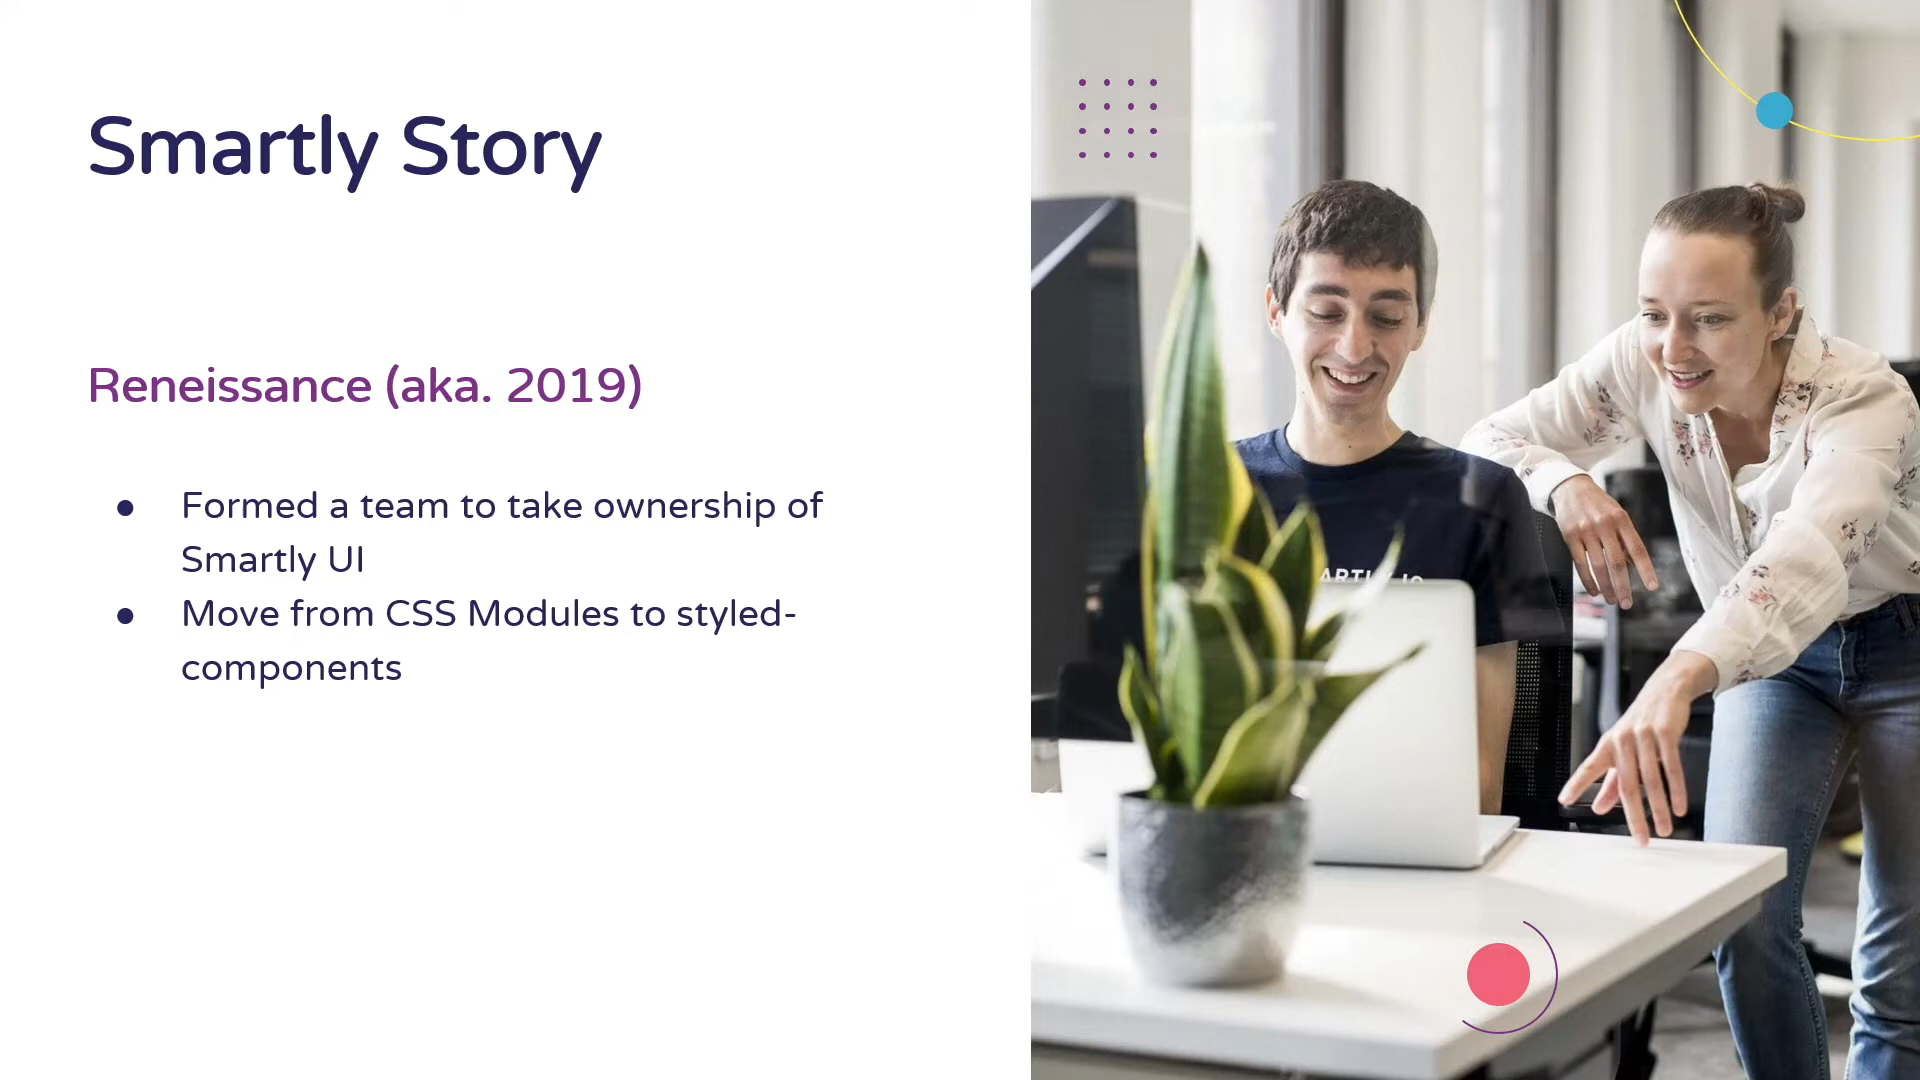 Smartly Story
Reneissance (aka. 2019)
● Formed a team to take ownership of
Smartly UI
● Move from CSS Modules to styled-
components